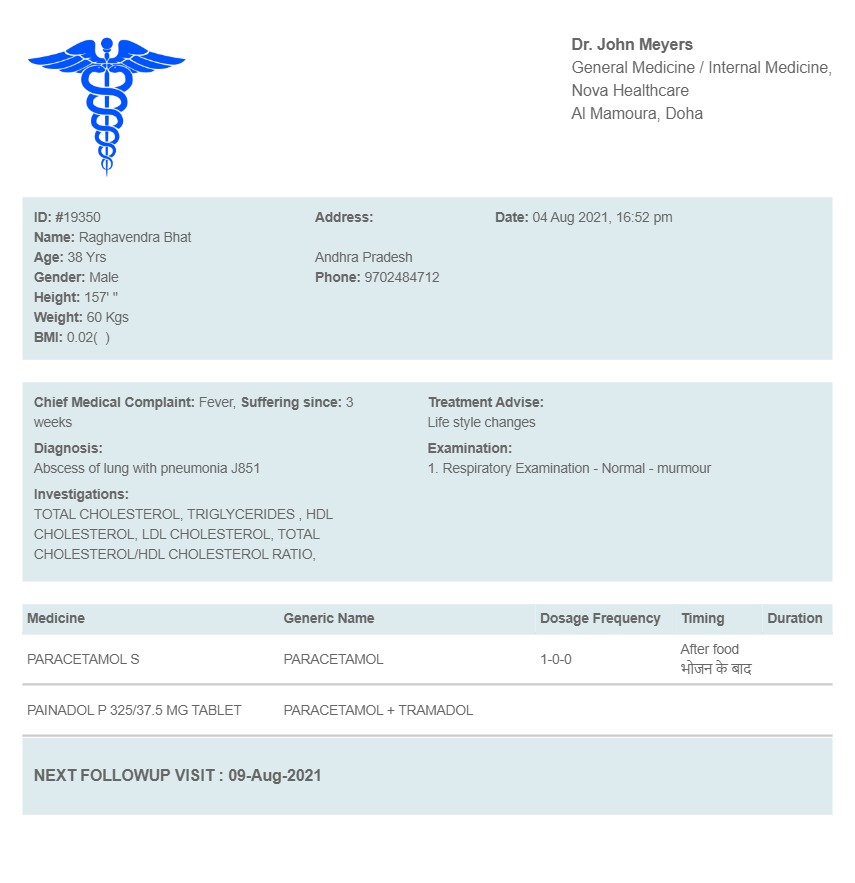 Dr. John Meyers
General Medicine / Internal Medicine,
Nova Healthcare
Al Mamoura, Doha
ID: #19350
Name: Raghavendra Bhat
Age: 38 Yrs
Gender: Male
Height: 157' "
Weight: 60 Kgs
BMI: 0.02( )
Address:
Andhra Pradesh
Phone: 9702484712
Date: 04 Aug 2021, 16:52 pm
Chief Medical Complaint: Fever, Suffering since: 3
weeks
Diagnosis:
Abscess of lung with pneumonia J851
Investigations:
TOTAL CHOLESTEROL, TRIGLYCERIDES , HDL
CHOLESTEROL, LDL CHOLESTEROL, TOTAL
CHOLESTEROL/HDL CHOLESTEROL RATIO,
Treatment Advise:
Life style changes
Examination:
1. Respiratory Examination - Normal - murmour
Medicine Generic Name Dosage Frequency Timing Duration
PARACETAMOL S PARACETAMOL 1-0-0 After food
भोजन के बाद
PAINADOL P 325/37.5 MG TABLET PARACETAMOL + TRAMADOL
NEXT FOLLOWUP VISIT : 09-Aug-2021